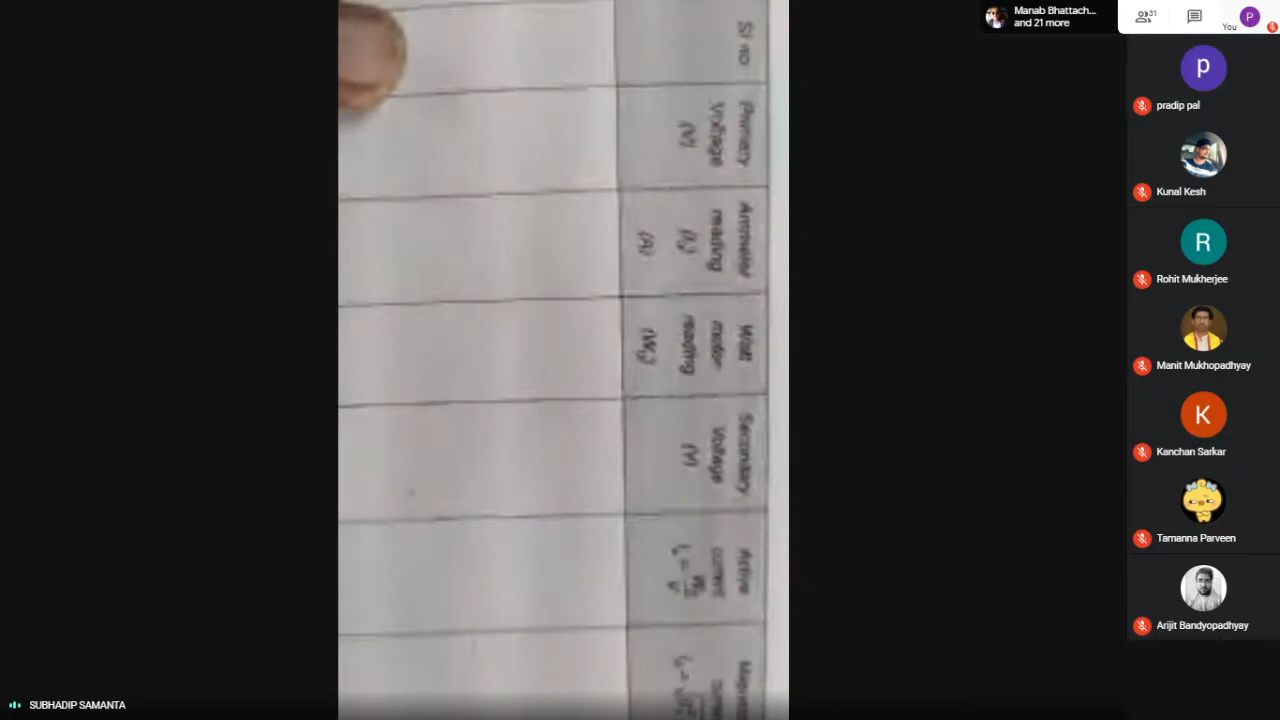 Manab Bhattach...
and 21 more
31
You
P
p
pradip pal
Kunal Kesh
R
Rohit Mukherjee
Manit Mukhopadhyay
K
Kanchan Sarkar
Tamanna Parveen
Arijit Bandyopadhyay
SUBHADIP SAMANTA
Sl no
Primary
Voltage
(V)
Ammeter
reading
(A)
Watt
meter
reading
Secondary
Voltage
(V)
Active
current